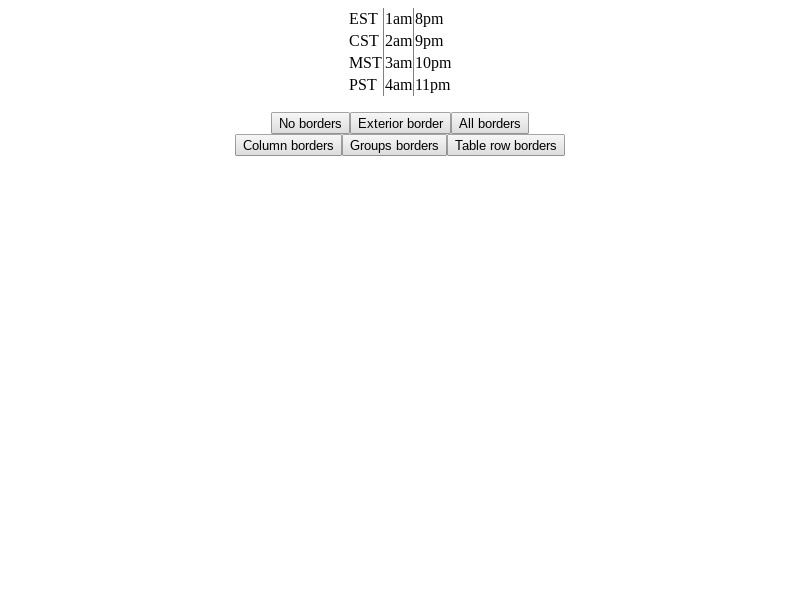 EST 1am 8pm
CST 2am 9pm
MST 3am 10pm
PST 4am 11pm
No borders Exterior border All borders
Column borders Groups borders Table row borders